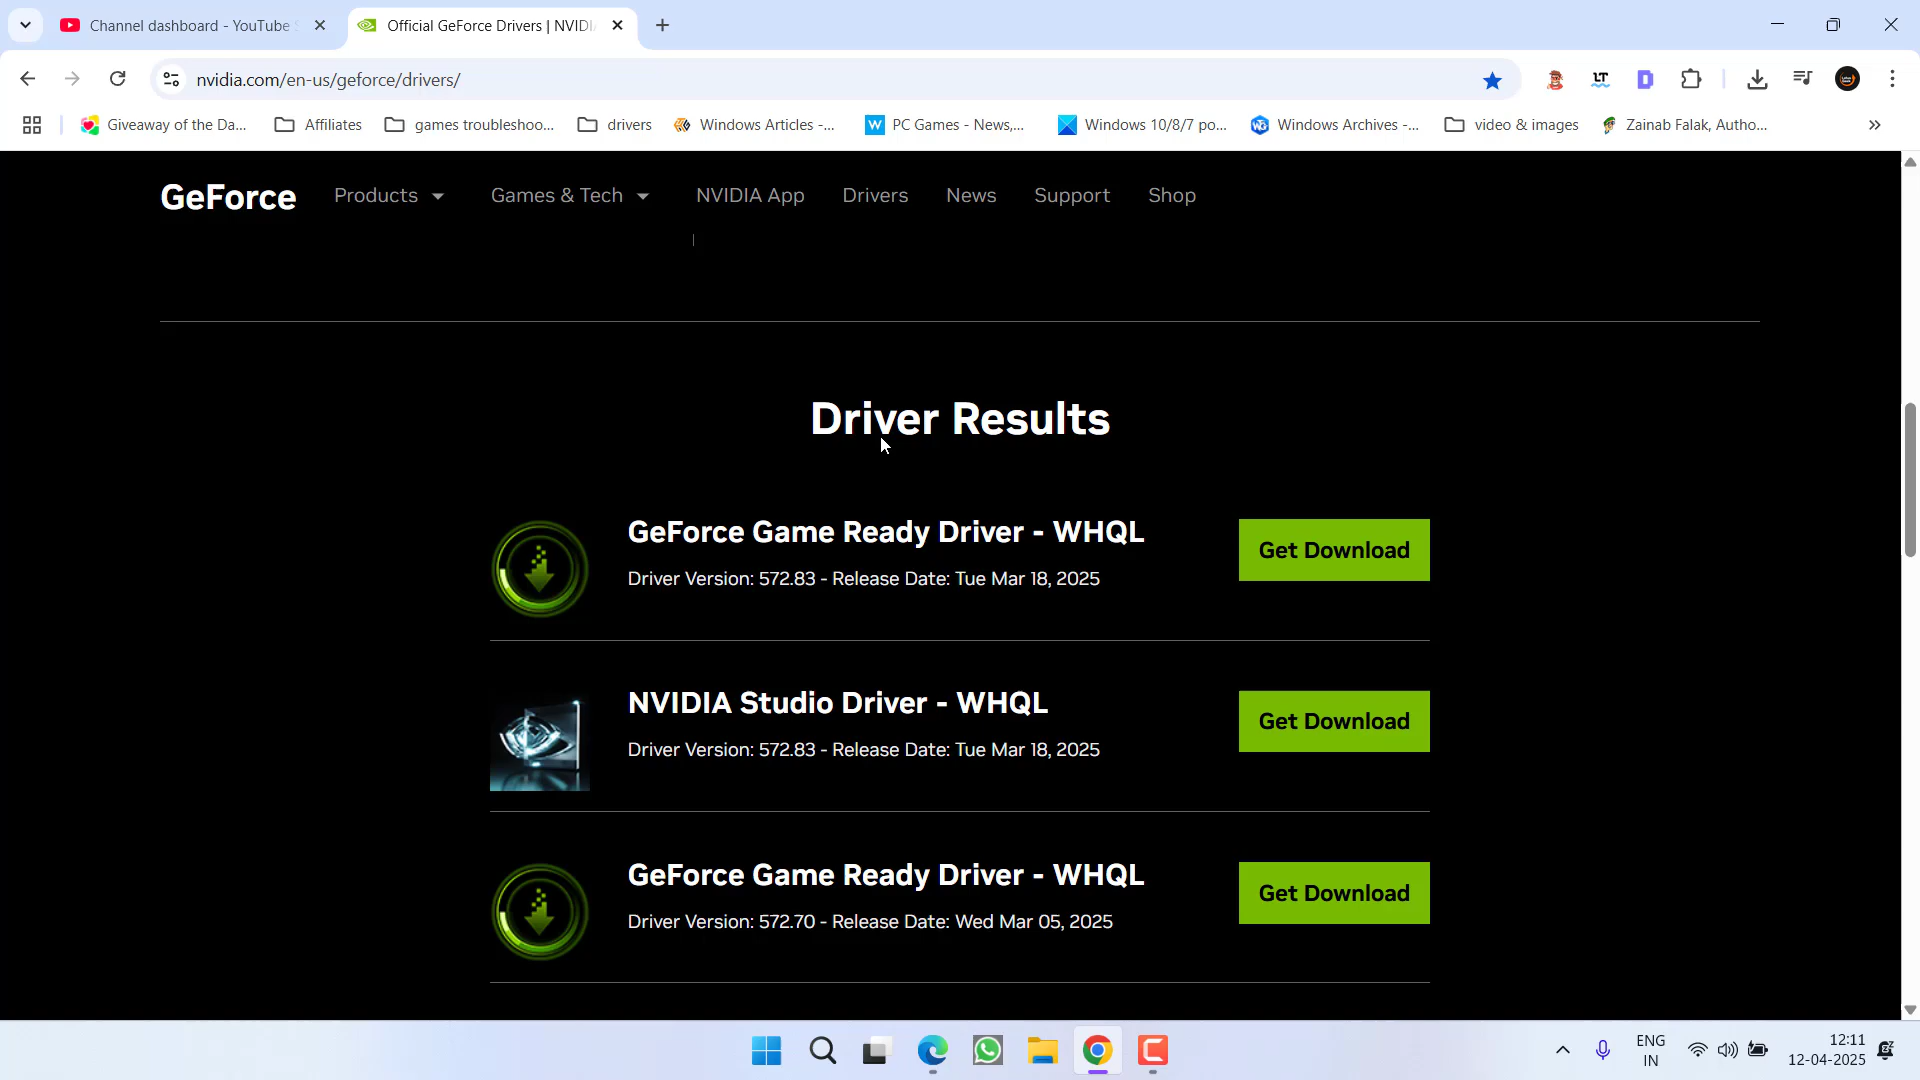 Channel dashboard - YouTube S
Official GeForce Drivers | NVIDI
nvidia.com/en-us/geforce/drivers/
LT
Giveaway of the Da...
Affiliates
games troubleshoo...
drivers
Windows Articles -...
W
PC Games - News,...
Windows 10/8/7 po...
Windows Archives -...
video & images
Zainab Falak, Autho...
»
GeForce
Products
Games & Tech
NVIDIA App
Drivers
News
Support
Shop
Driver Results
GeForce Game Ready Driver - WHQL
Driver Version: 572.83 - Release Date: Tue Mar 18, 2025
Get Download
NVIDIA Studio Driver - WHQL
Driver Version: 572.83 - Release Date: Tue Mar 18, 2025
Get Download
GeForce Game Ready Driver - WHQL
Driver Version: 572.70 - Release Date: Wed Mar 05, 2025
Get Download
ENG
IN
12:11
12-04-2025